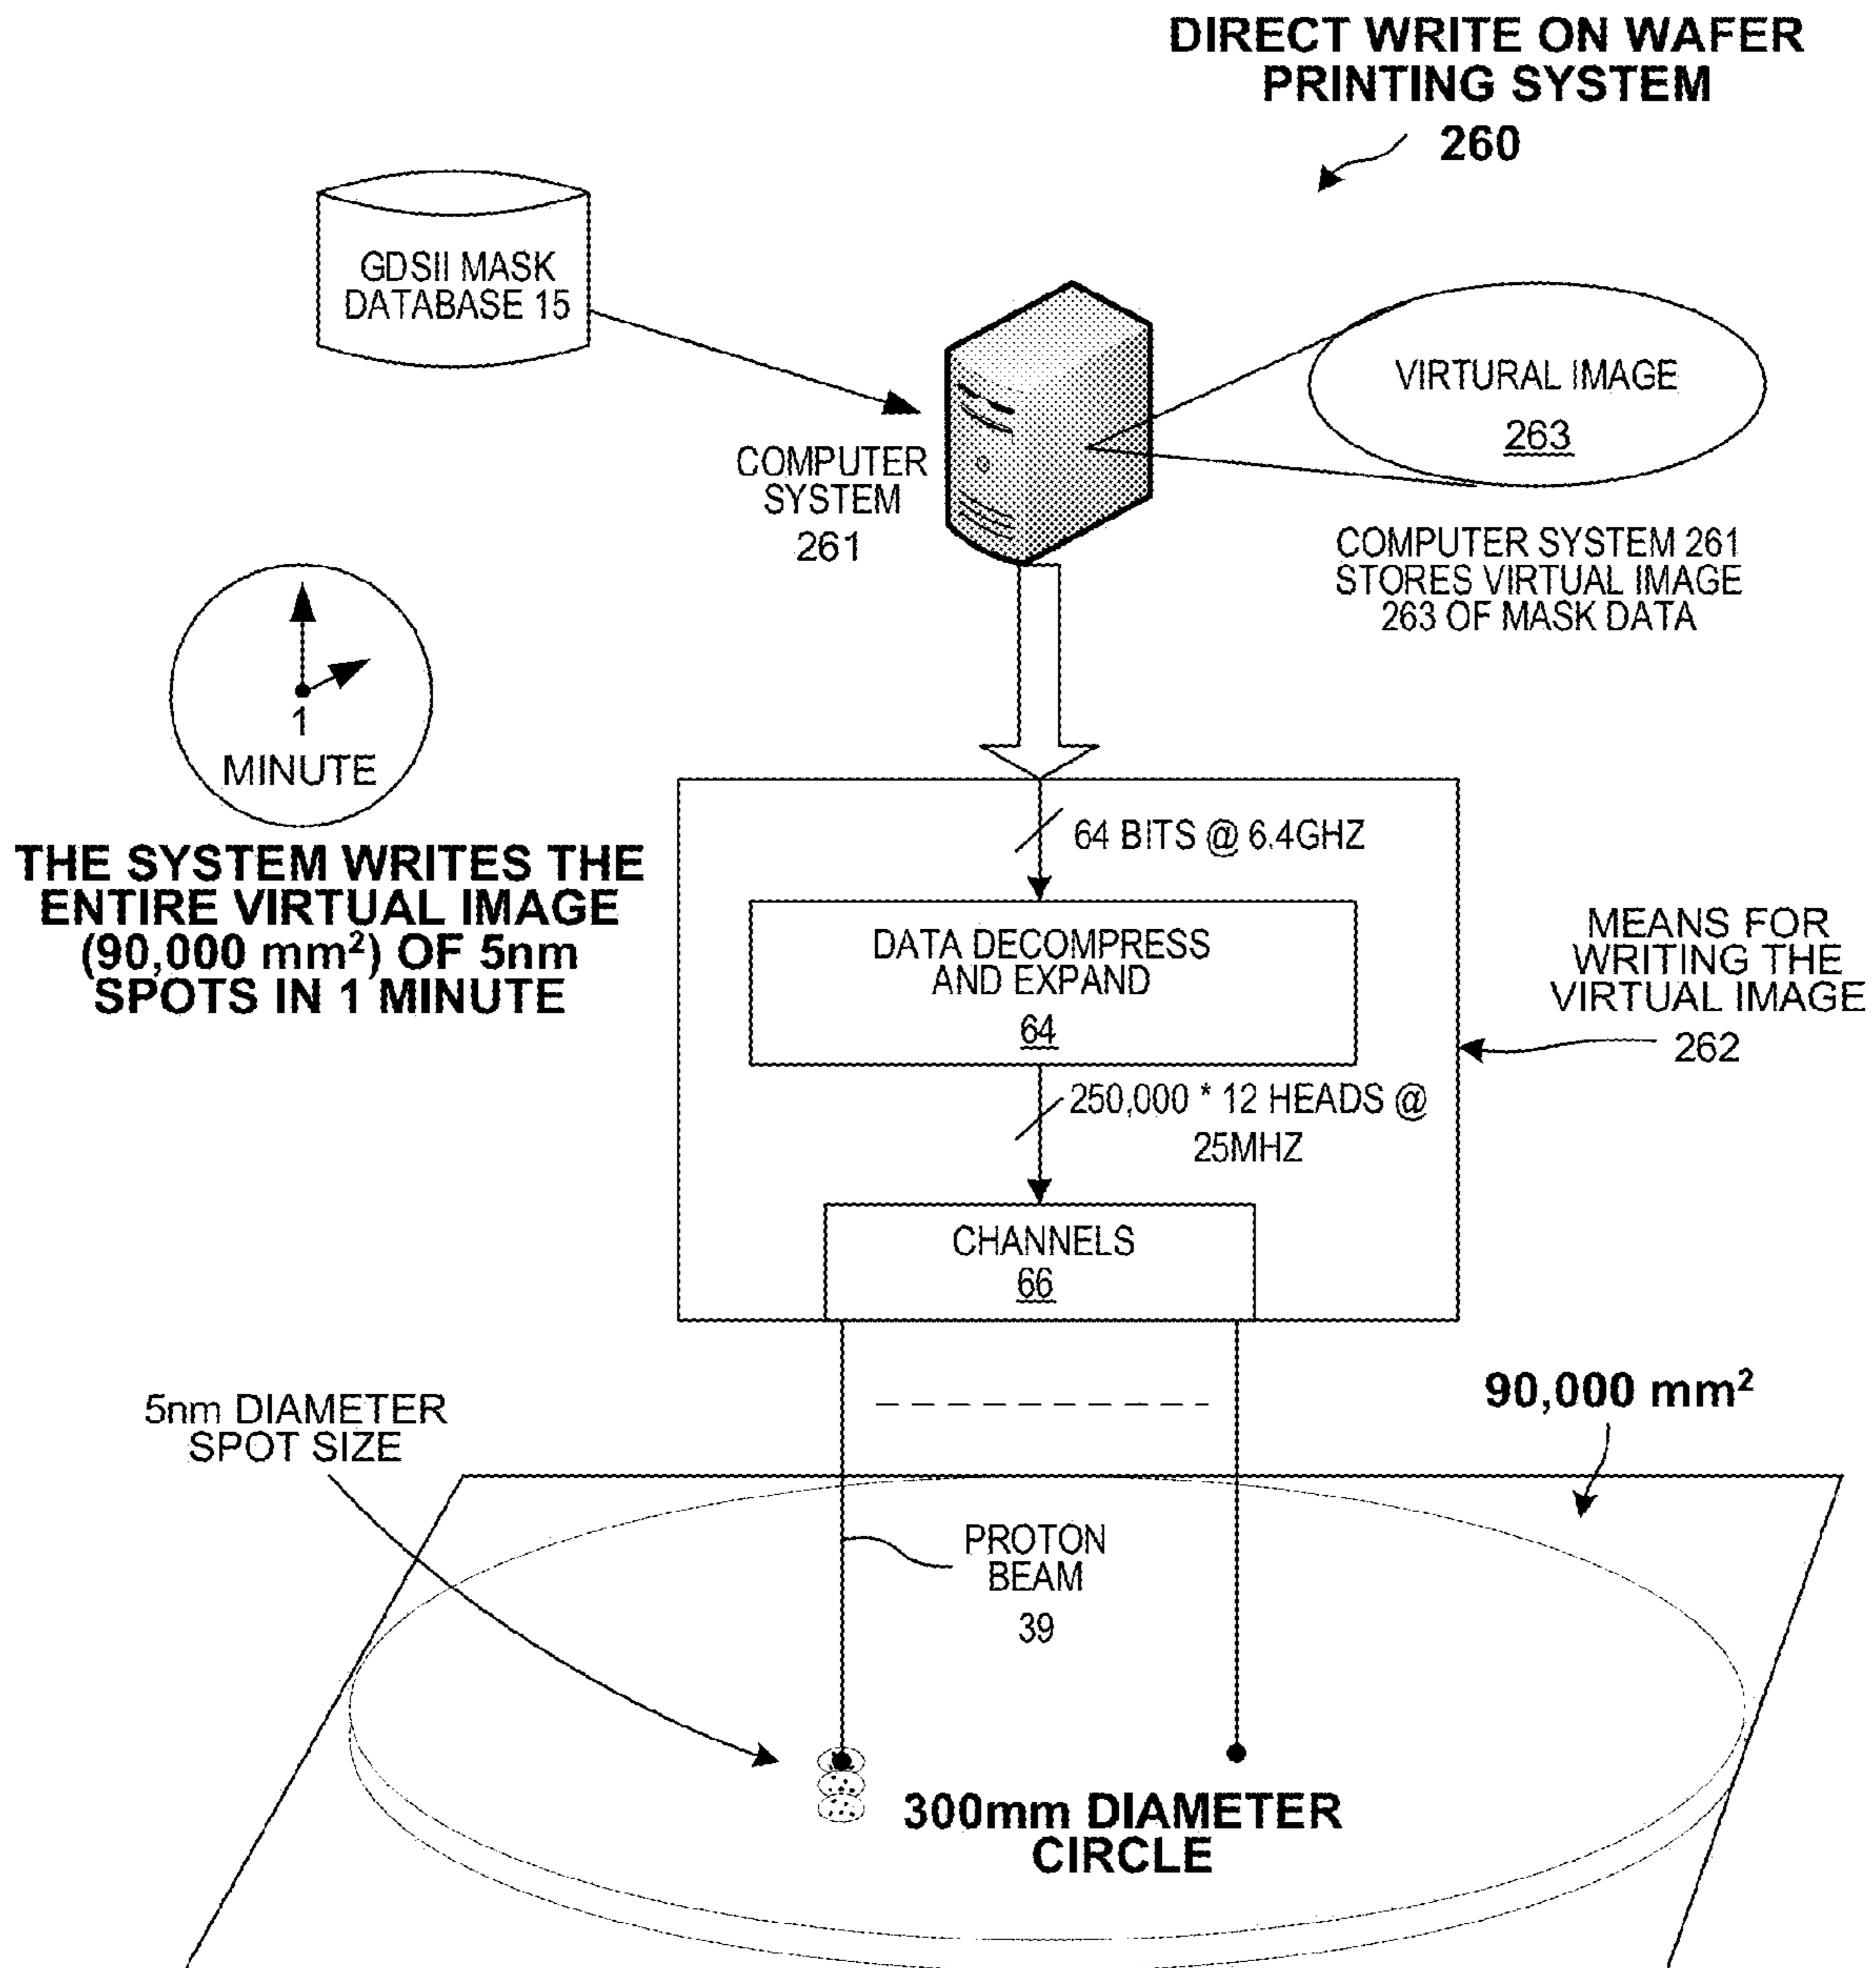 DIRECT WRITE ON WAFER
PRINTING SYSTEM
260
GDSII MASK
DATABASE 15
COMPUTER
SYSTEM
261
VIRTURAL IMAGE
263
COMPUTER SYSTEM 261
STORES VIRTUAL IMAGE
263 OF MASK DATA
1
MINUTE
THE SYSTEM WRITES THE
ENTIRE VIRTUAL IMAGE
(90,000 mm²) OF 5nm
SPOTS IN 1 MINUTE
64 BITS @ 6.4GHZ
DATA DECOMPRESS
AND EXPAND
64
MEANS FOR
WRITING THE
VIRTUAL IMAGE
262
250,000 * 12 HEADS @
25MHZ
CHANNELS
66
5nm DIAMETER
SPOT SIZE
90,000 mm²
PROTON
BEAM
39
300mm DIAMETER
CIRCLE